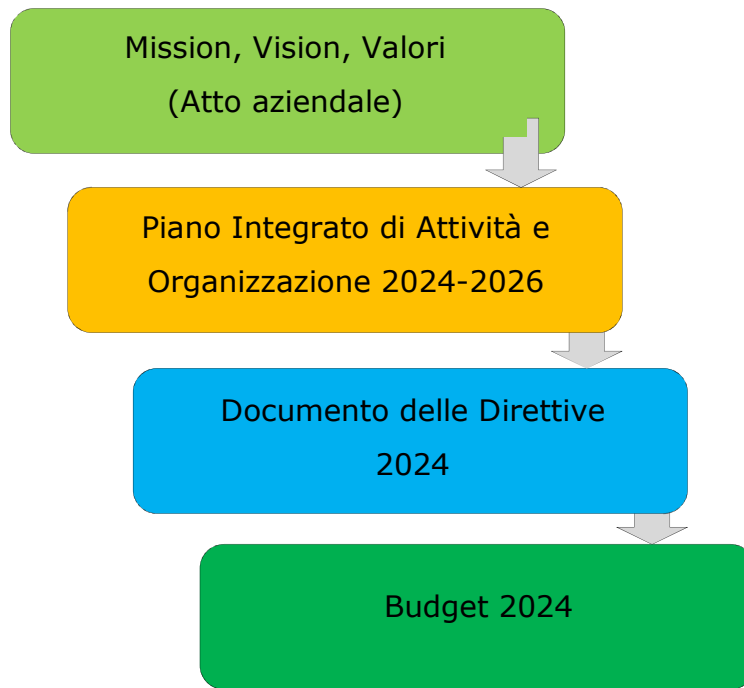 Mission, Vision, Valori
(Atto aziendale)
Piano Integrato di Attività e
Organizzazione 2024-2026
Documento delle Direttive
2024
Budget 2024